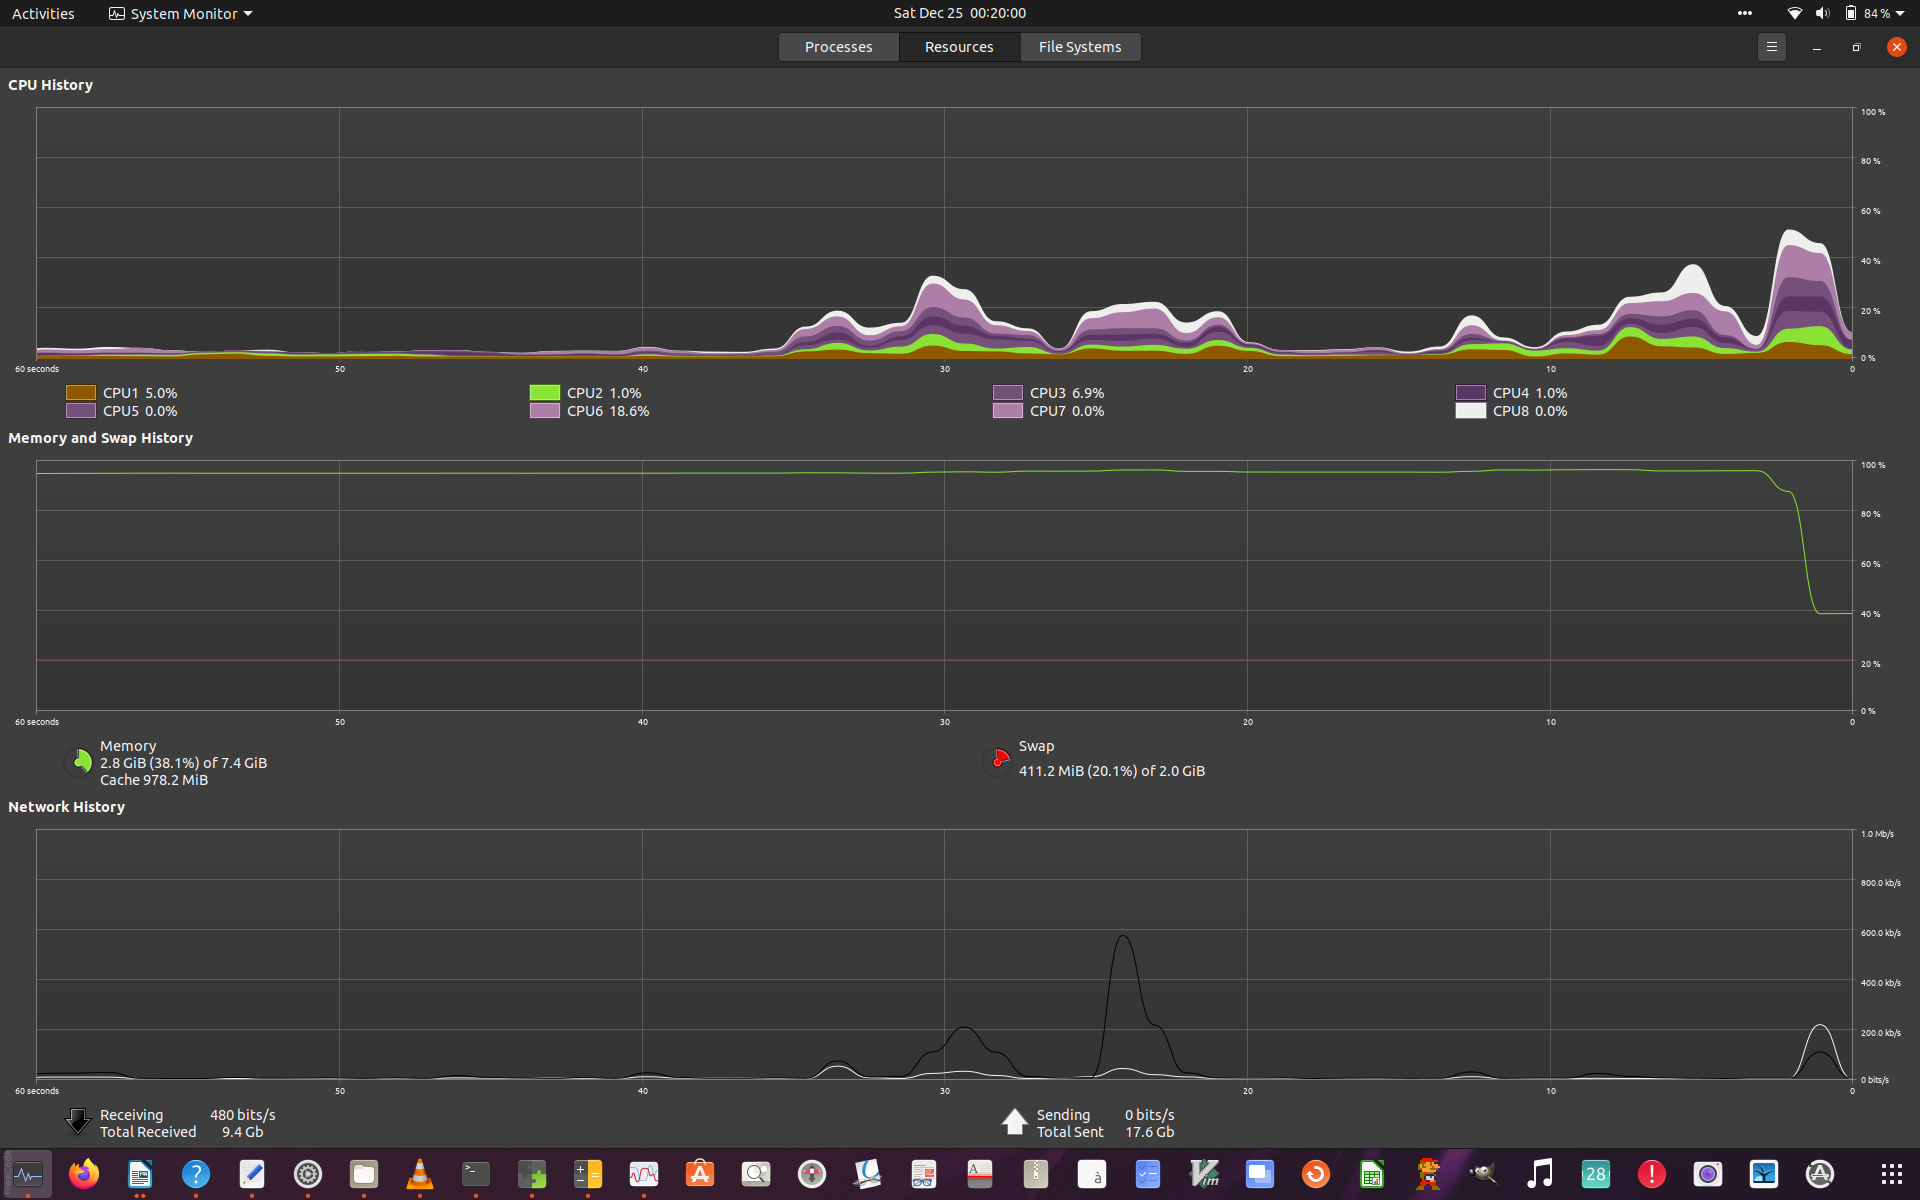 Activities System Monitor Sat Dec 25 00:20:00 84 %
Processes Resources File Systems
CPU History
100 %
80 %
60 %
40 %
20 %
0 %
60 seconds 50 40 30 20 10 0
CPU1 5.0% CPU2 1.0% CPU3 6.9% CPU4 1.0%
CPU5 0.0% CPU6 18.6% CPU7 0.0% CPU8 0.0%
Memory and Swap History
100 %
80 %
60 %
40 %
20 %
0 %
60 seconds 50 40 30 20 10 0
Memory
2.8 GiB (38.1%) of 7.4 GiB
Cache 978.2 MiB
Swap
411.2 MiB (20.1%) of 2.0 GiB
Network History
1.0 Mb/s
800.0 kb/s
600.0 kb/s
400.0 kb/s
200.0 kb/s
0 bits/s
60 seconds 50 40 30 20 10 0
Receiving 480 bits/s
Total Received 9.4 Gb
Sending 0 bits/s
Total Sent 17.6 Gb
? >_ A à Vim 28 !